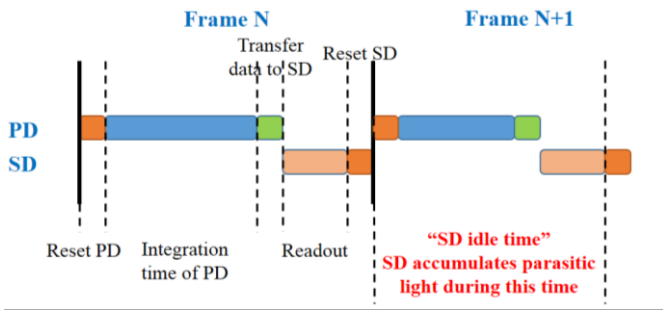 Frame N
Frame N+1
Transfer
data to SD
Reset SD
PD
SD
Reset PD
Integration
time of PD
Readout
“SD idle time”
SD accumulates parasitic
light during this time